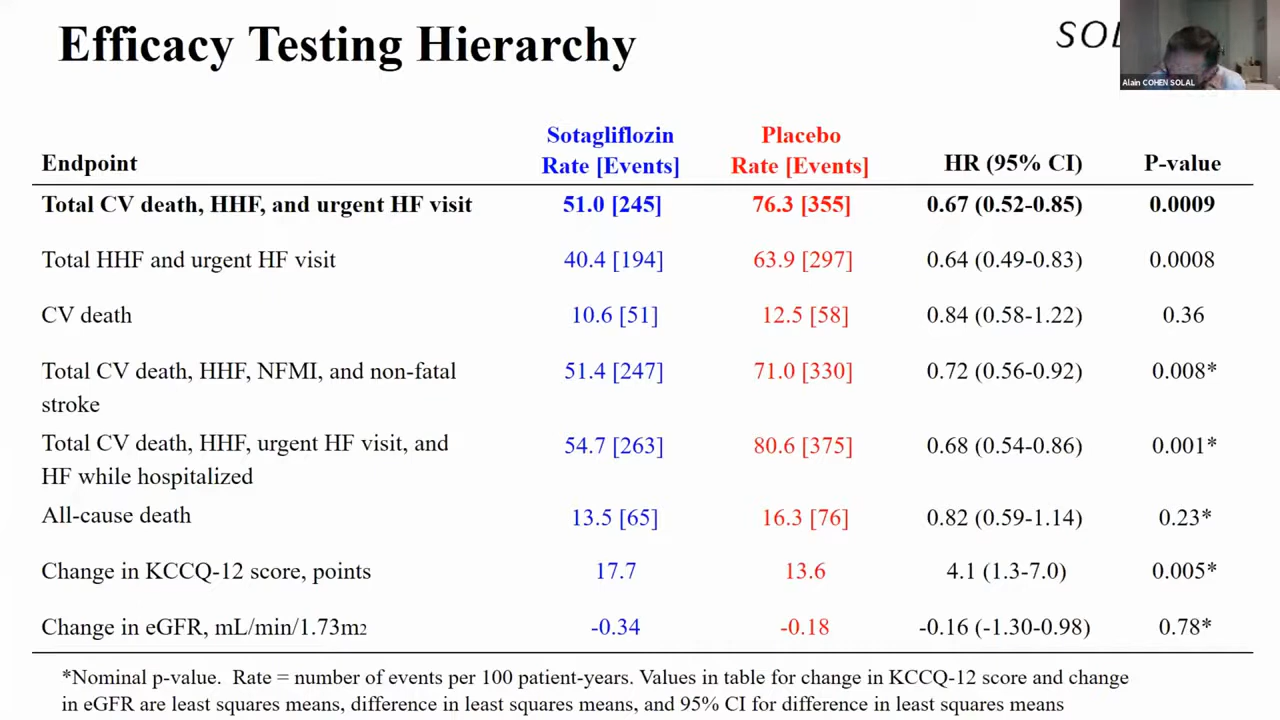 Efficacy Testing Hierarchy
Alain COHEN SOLAL
Endpoint Sotagliflozin Rate [Events] Placebo Rate [Events] HR (95% CI) P-value
Total CV death, HHF, and urgent HF visit 51.0 [245] 76.3 [355] 0.67 (0.52-0.85) 0.0009
Total HHF and urgent HF visit 40.4 [194] 63.9 [297] 0.64 (0.49-0.83) 0.0008
CV death 10.6 [51] 12.5 [58] 0.84 (0.58-1.22) 0.36
Total CV death, HHF, NFMI, and non-fatal 51.4 [247] 71.0 [330] 0.72 (0.56-0.92) 0.008*
stroke
Total CV death, HHF, urgent HF visit, and 54.7 [263] 80.6 [375] 0.68 (0.54-0.86) 0.001*
HF while hospitalized
All-cause death 13.5 [65] 16.3 [76] 0.82 (0.59-1.14) 0.23*
Change in KCCQ-12 score, points 17.7 13.6 4.1 (1.3-7.0) 0.005*
Change in eGFR, mL/min/1.73m2 -0.34 -0.18 -0.16 (-1.30-0.98) 0.78*
*Nominal p-value. Rate = number of events per 100 patient-years. Values in table for change in KCCQ-12 score and change
in eGFR are least squares means, difference in least squares means, and 95% CI for difference in least squares means